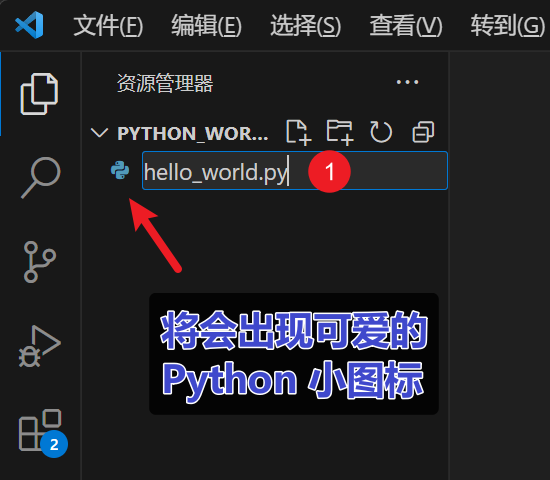 文件(F) 编辑(E) 选择(S) 查看(V) 转到(G)
资源管理器 ···
PYTHON_WOR...
hello_world.py 1
将会出现可爱的
Python 小图标
2